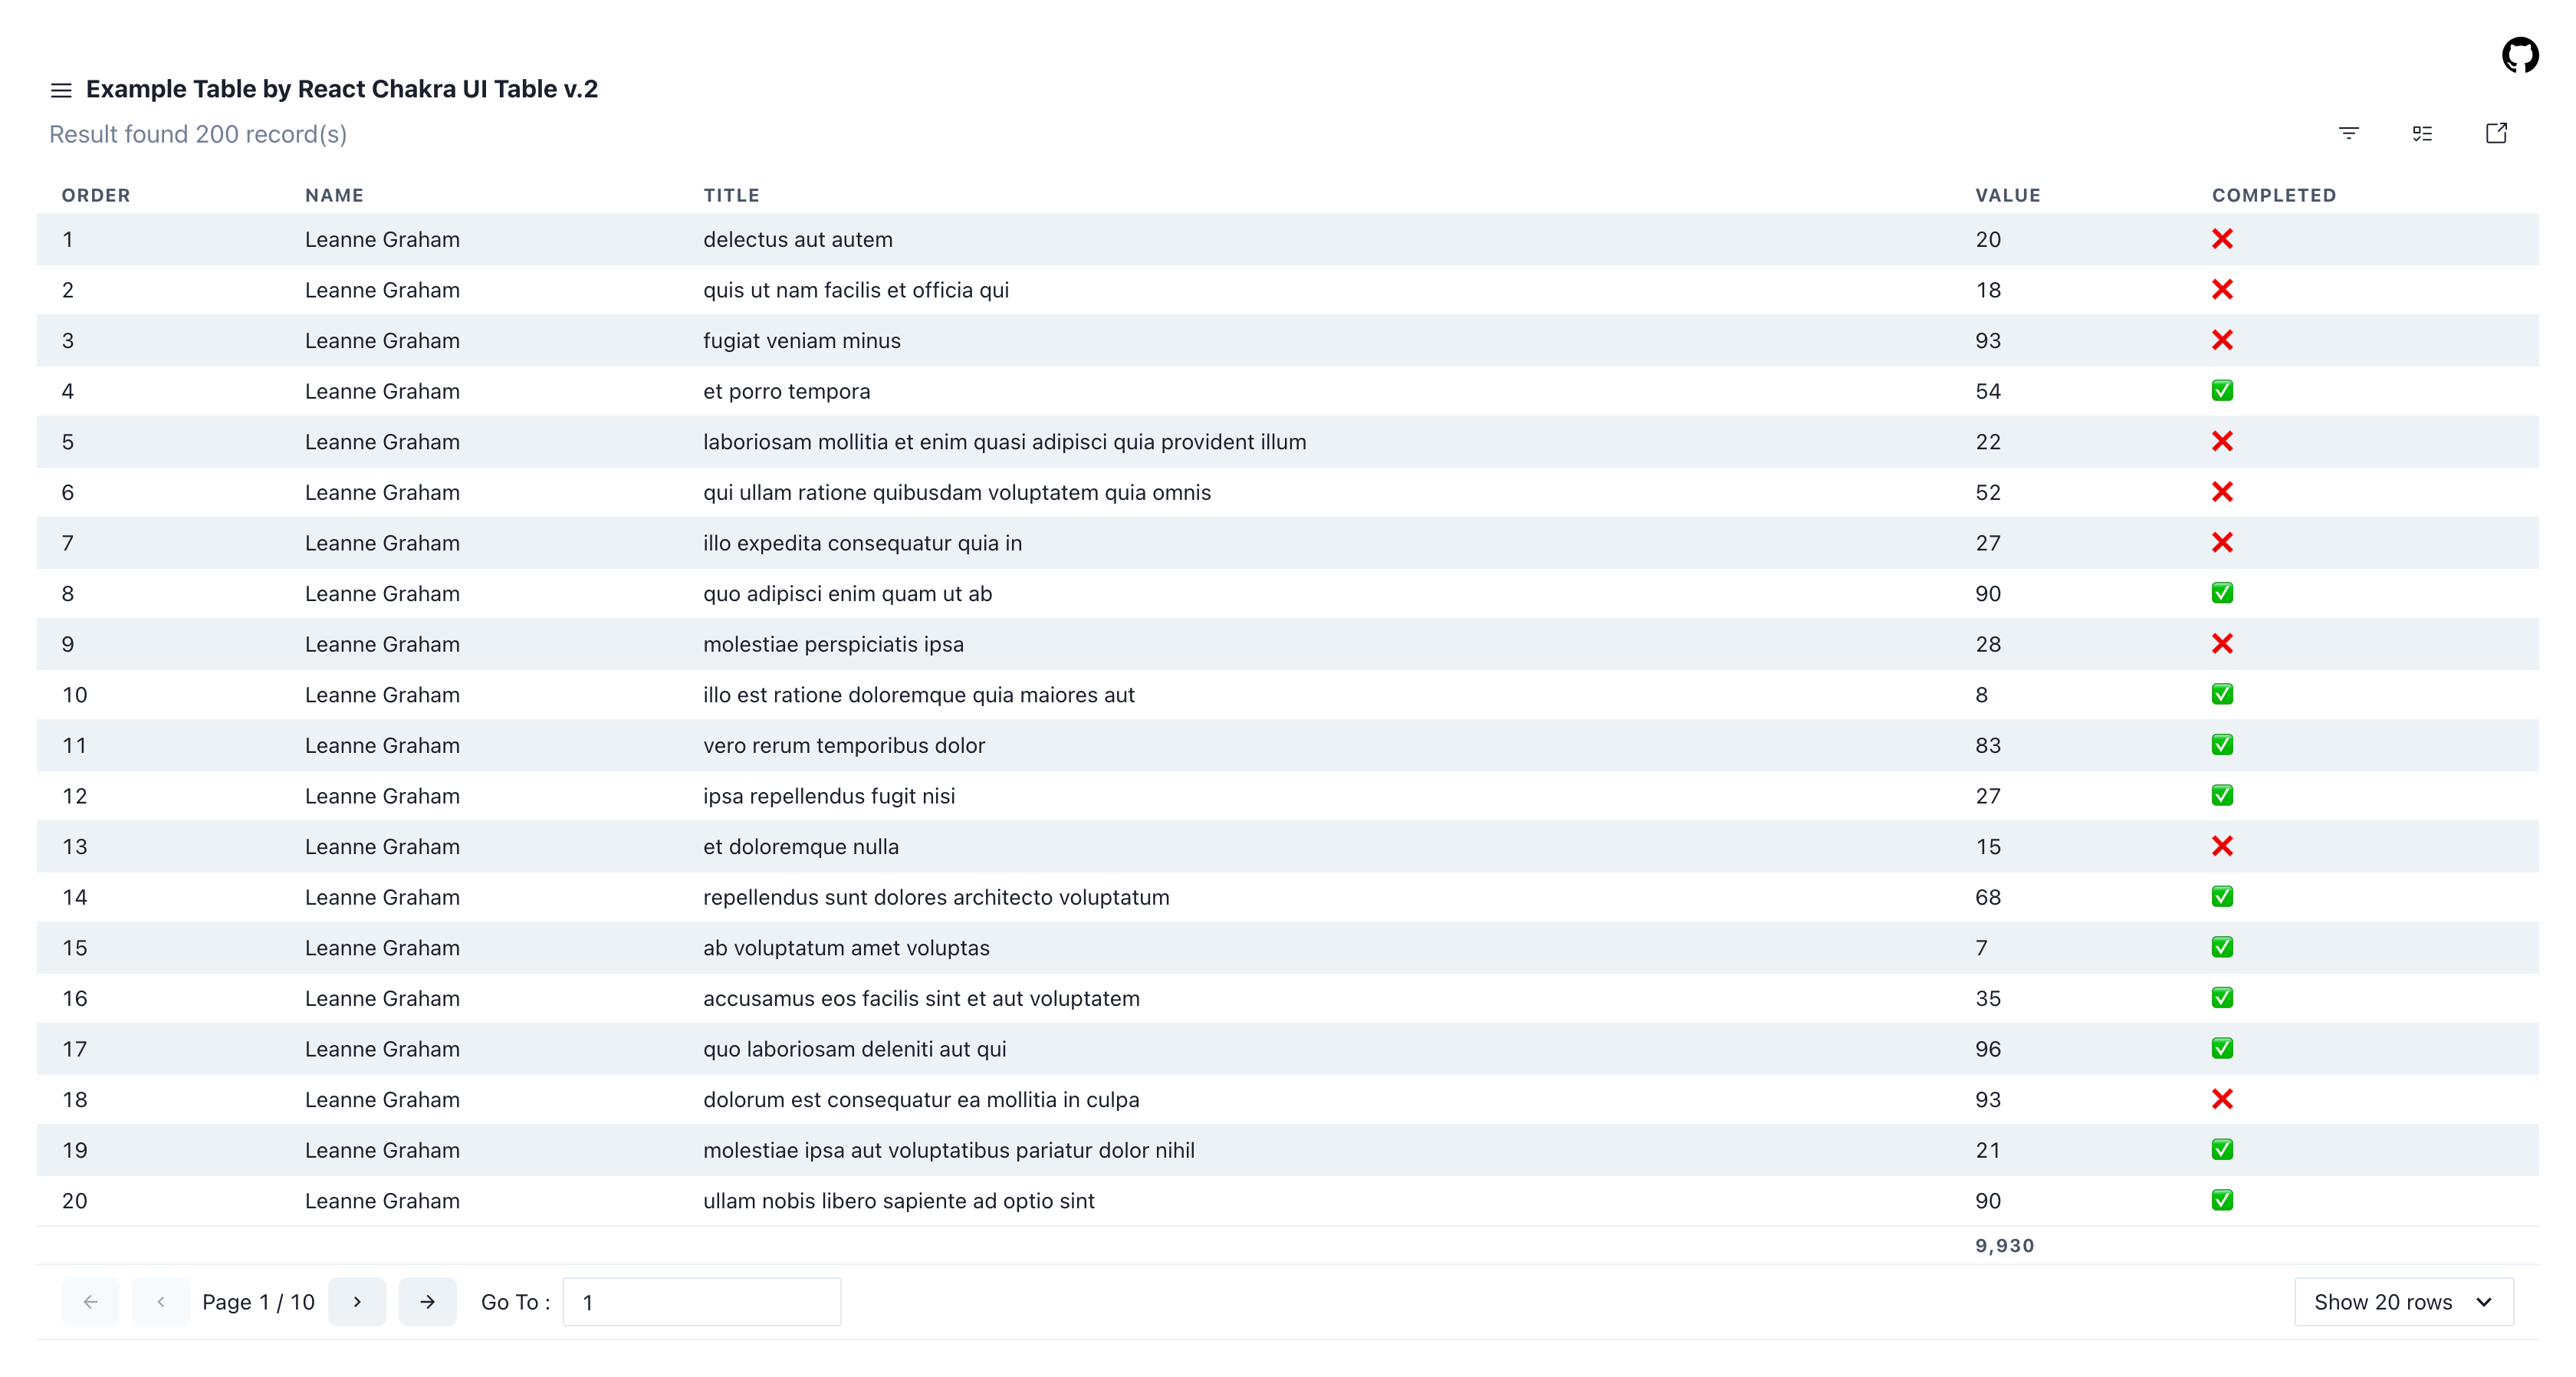 Example Table by React Chakra UI Table v.2
Result found 200 record(s)
ORDER NAME TITLE VALUE COMPLETED
1 Leanne Graham delectus aut autem 20 ❌
2 Leanne Graham quis ut nam facilis et officia qui 18 ❌
3 Leanne Graham fugiat veniam minus 93 ❌
4 Leanne Graham et porro tempora 54 ✅
5 Leanne Graham laboriosam mollitia et enim quasi adipisci quia provident illum 22 ❌
6 Leanne Graham qui ullam ratione quibusdam voluptatem quia omnis 52 ❌
7 Leanne Graham illo expedita consequatur quia in 27 ❌
8 Leanne Graham quo adipisci enim quam ut ab 90 ✅
9 Leanne Graham molestiae perspiciatis ipsa 28 ❌
10 Leanne Graham illo est ratione doloremque quia maiores aut 8 ✅
11 Leanne Graham vero rerum temporibus dolor 83 ✅
12 Leanne Graham ipsa repellendus fugit nisi 27 ✅
13 Leanne Graham et doloremque nulla 15 ❌
14 Leanne Graham repellendus sunt dolores architecto voluptatum 68 ✅
15 Leanne Graham ab voluptatum amet voluptas 7 ✅
16 Leanne Graham accusamus eos facilis sint et aut voluptatem 35 ✅
17 Leanne Graham quo laboriosam deleniti aut qui 96 ✅
18 Leanne Graham dolorum est consequatur ea mollitia in culpa 93 ❌
19 Leanne Graham molestiae ipsa aut voluptatibus pariatur dolor nihil 21 ✅
20 Leanne Graham ullam nobis libero sapiente ad optio sint 90 ✅
9,930
Page 1 / 10 Go To : 1 Show 20 rows